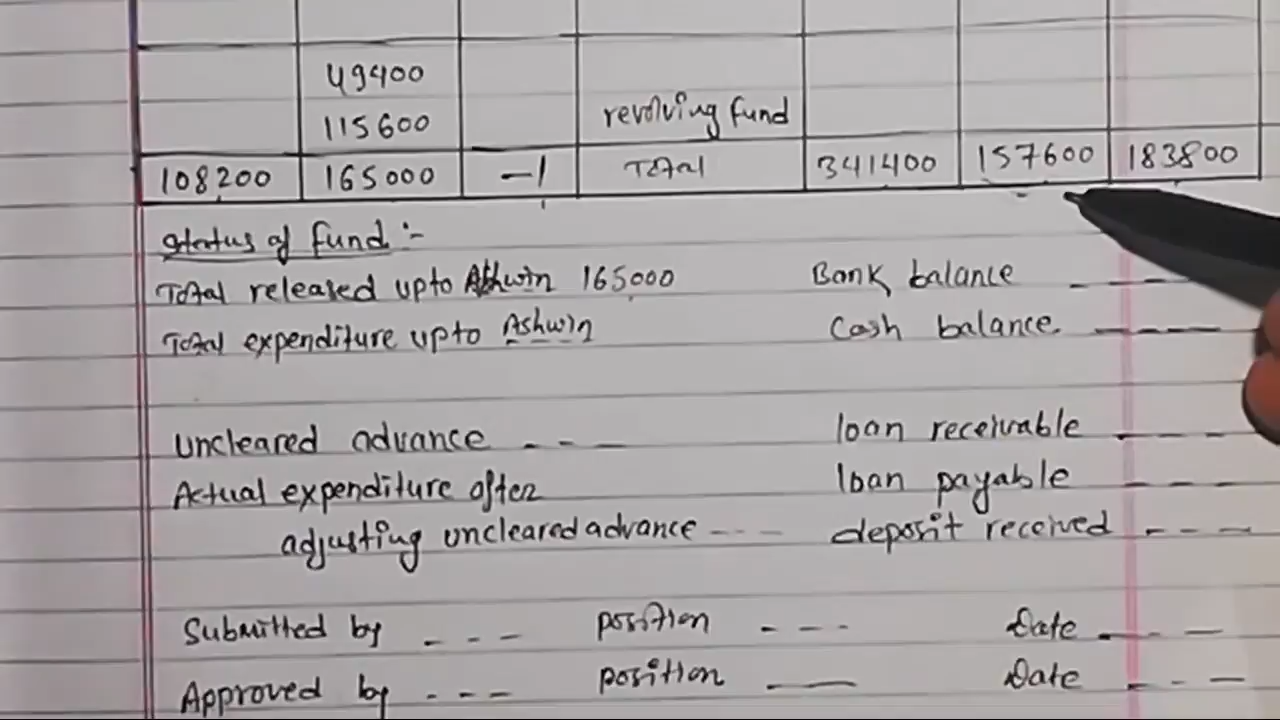 49400
115600 revolving fund
108200 165000 -1 Total 341400 157600 183800
Status of fund :-
Total released upto Ashwin 165000 Bank balance - - -
Total expenditure upto Ashwin Cash balance. - - - -
Uncleared advance - - - loan receivable - - - -
Actual expenditure after loan payable - - - -
adjusting uncleared advance - - - deposit received - - - -
Submitted by - - - position - - - Date - - -
Approved by - - - position - - Date - - -